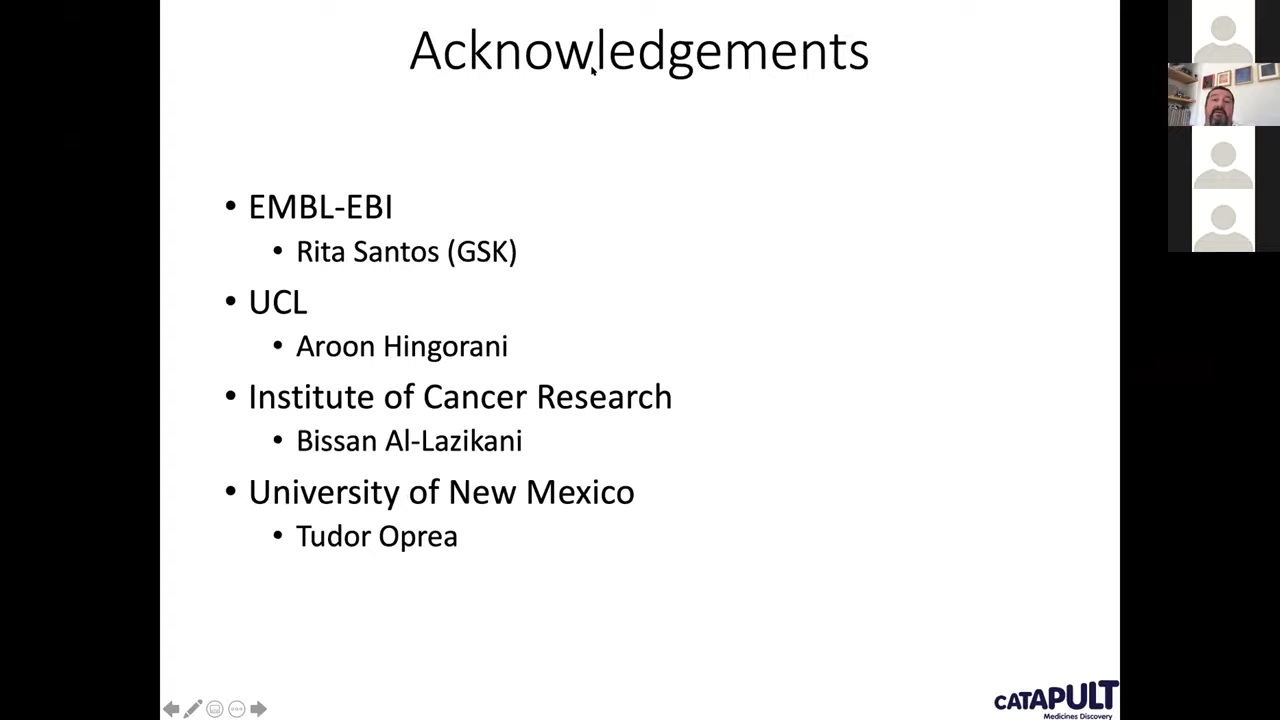 Acknowledgements
• EMBL-EBI
• Rita Santos (GSK)
• UCL
• Aroon Hingorani
• Institute of Cancer Research
• Bissan Al-Lazikani
• University of New Mexico
• Tudor Oprea
CATAPULT
Medicines Discovery